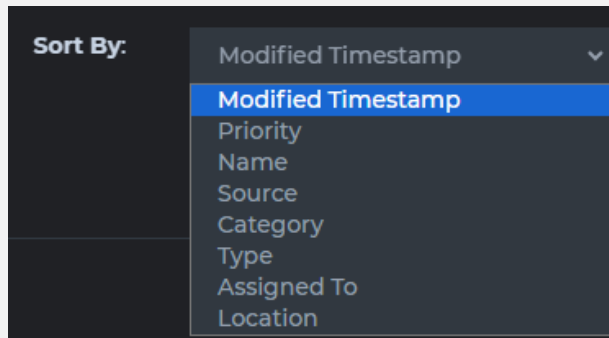 Sort By:
Modified Timestamp
Modified Timestamp
Priority
Name
Source
Category
Type
Assigned To
Location